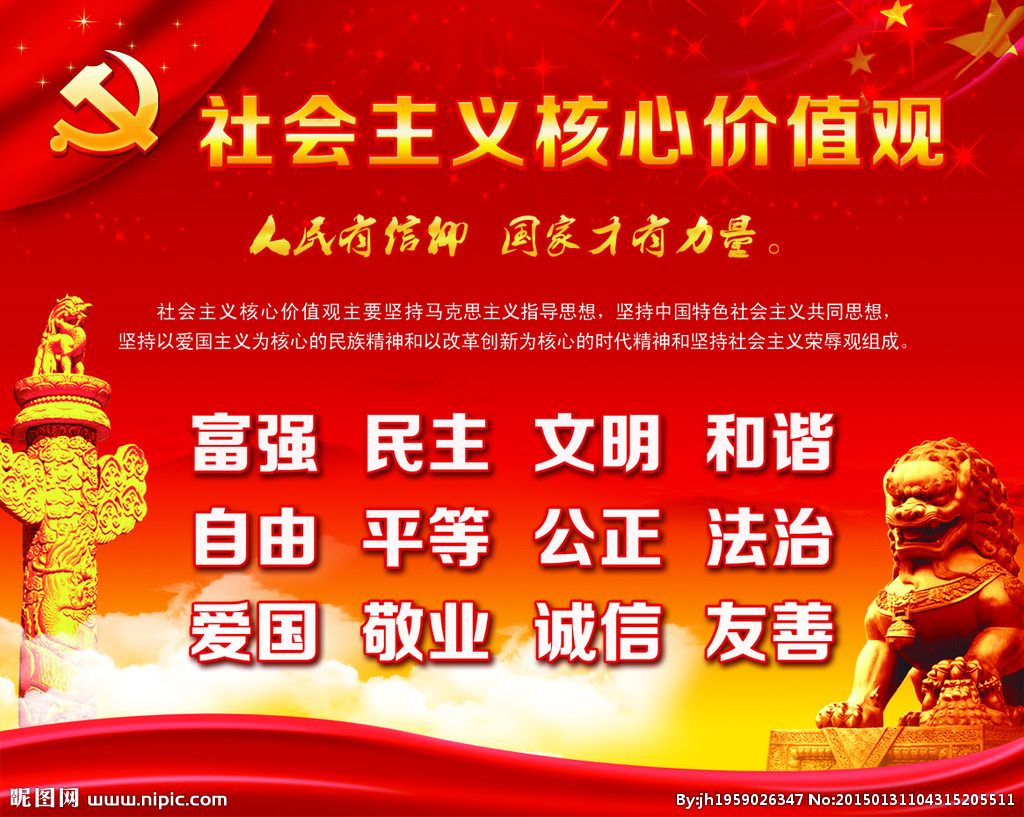 社会主义核心价值观
人民有信仰 国家才有力量。
社会主义核心价值观主要坚持马克思主义指导思想，坚持中国特色社会主义共同思想，
坚持以爱国主义为核心的民族精神和以改革创新为核心的时代精神和坚持社会主义荣辱观组成。
富强 民主 文明 和谐
自由 平等 公正 法治
爱国 敬业 诚信 友善
昵图网 www.nipic.com
By:jh1959026347 No:20150131104315205511